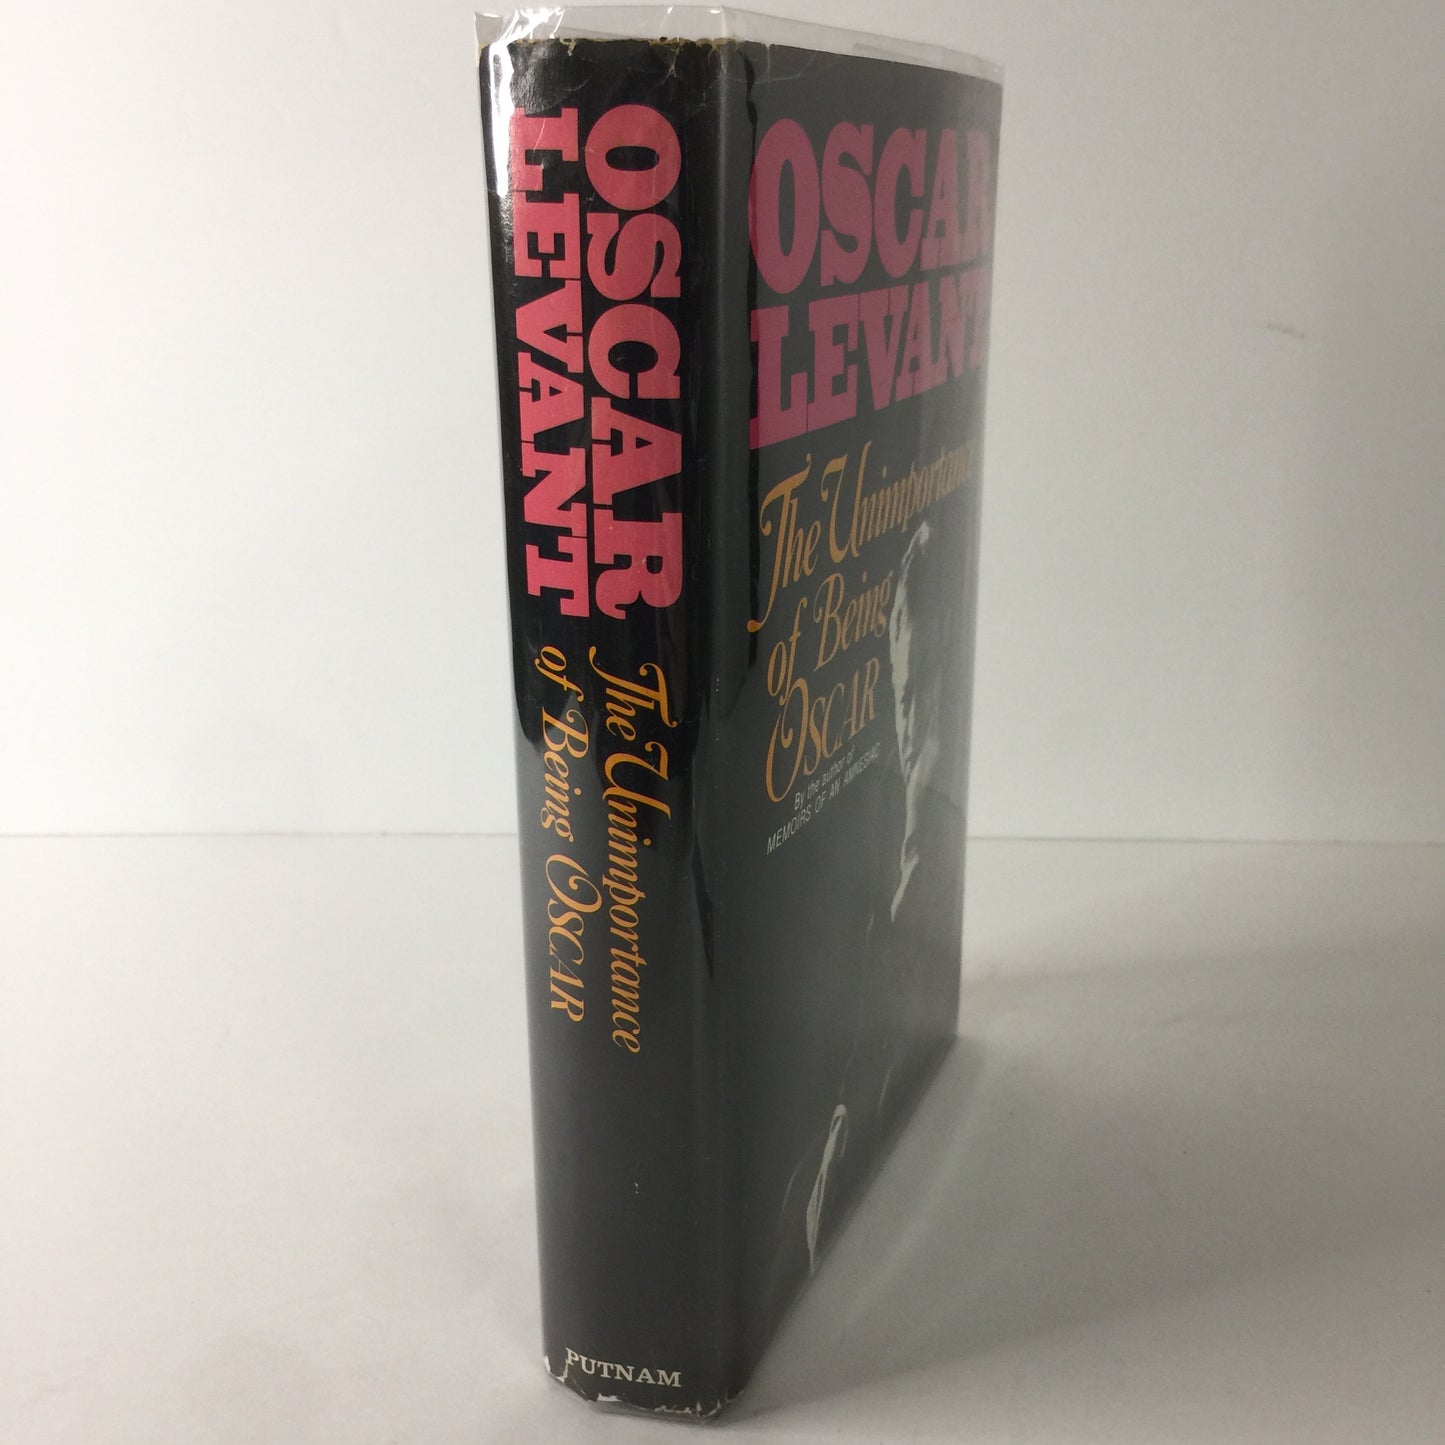 OSCAR
LEVANT
The Unimportance
of Being OSCAR
PUTNAM
OSCAR
LEVANT
The Unimportance
of Being
OSCAR
By the author of
MEMOIRS OF AN AMNESIAC